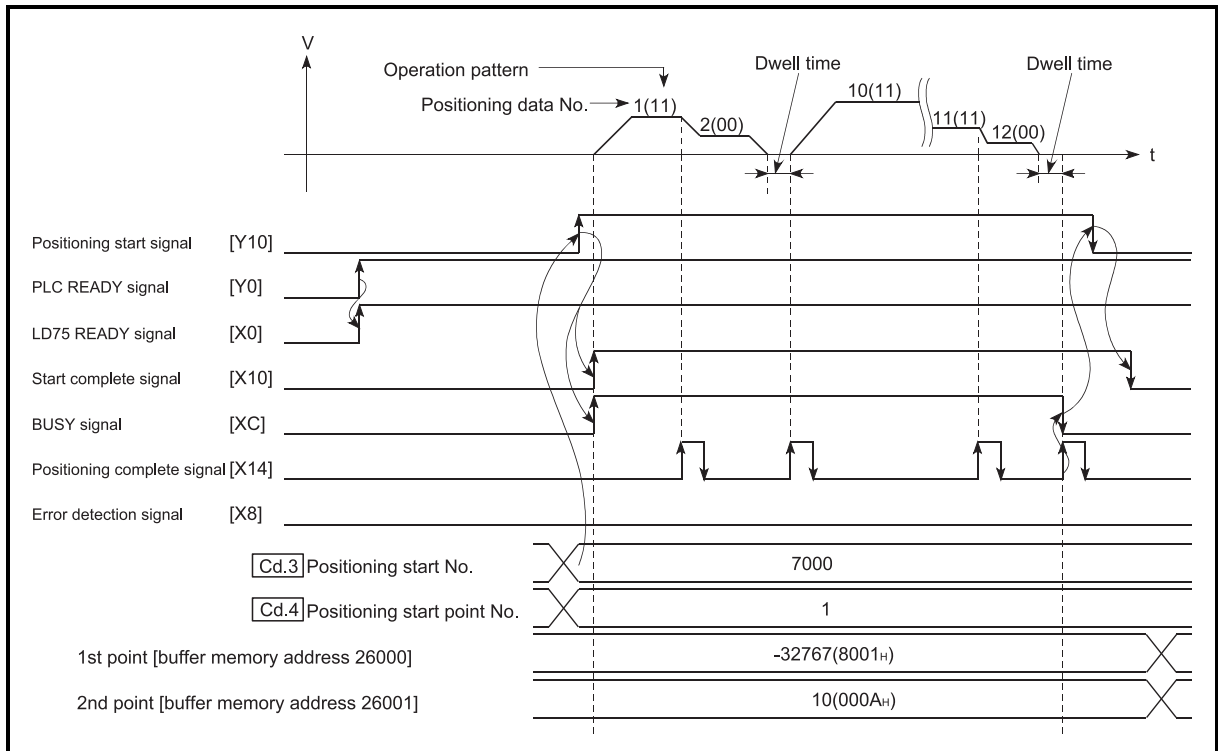 V
Operation pattern
Dwell time
Dwell time
Positioning data No.
1(11)
2(00)
10(11)
11(11)
12(00)
t
Positioning start signal [Y10]
PLC READY signal [Y0]
LD75 READY signal [X0]
Start complete signal [X10]
BUSY signal [XC]
Positioning complete signal [X14]
Error detection signal [X8]
Cd.3 Positioning start No. 7000
Cd.4 Positioning start point No. 1
1st point [buffer memory address 26000] -32767(8001H)
2nd point [buffer memory address 26001] 10(000AH)